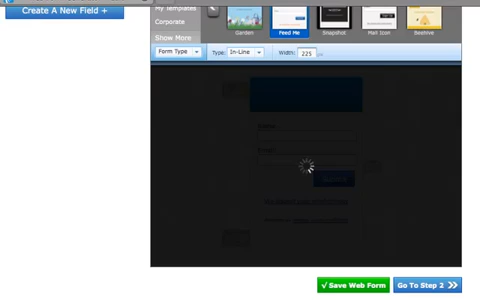 Create A New Field +
My Templates
Corporate
Show More
Garden
Feed Me
Snapshot
Mail Icon
Beehive
Form Type
Type: In-Line
Width: 225
Save Web Form
Go To Step 2